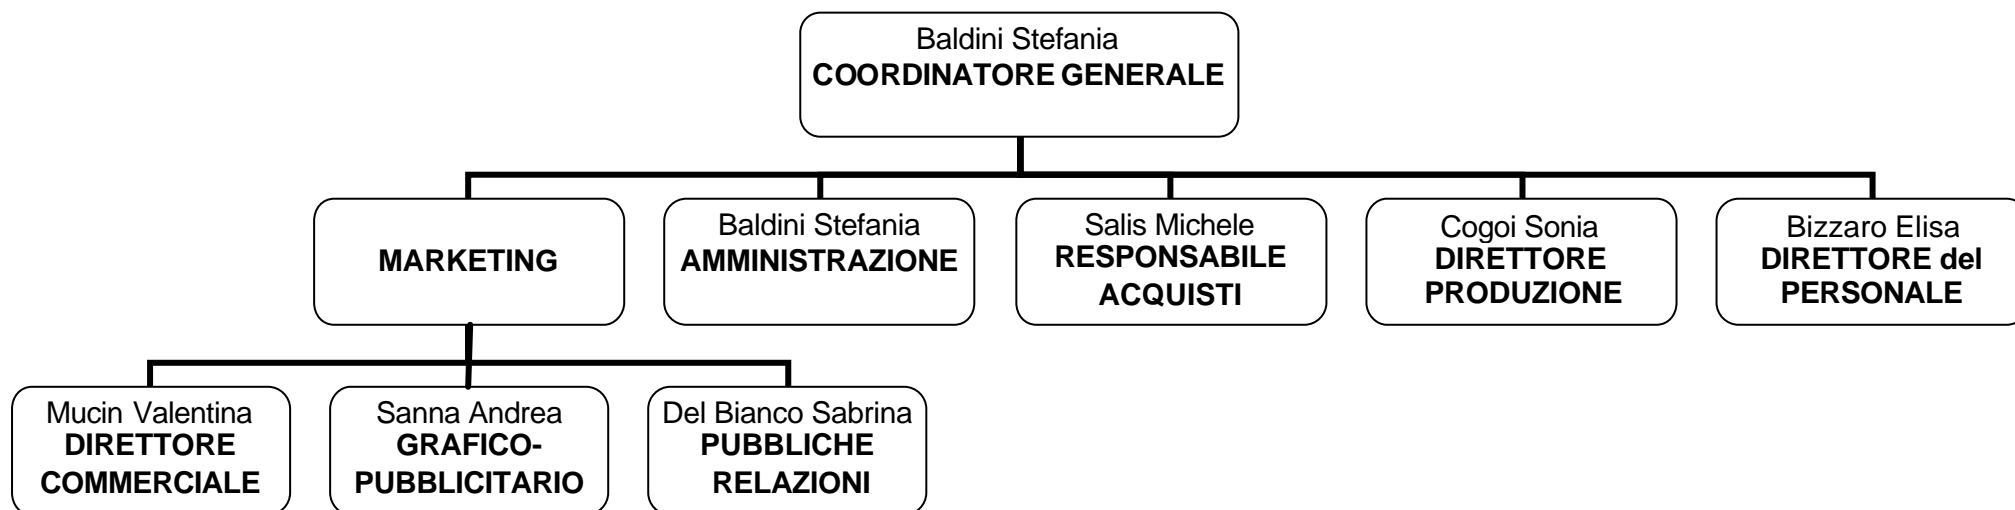 Baldini Stefania
COORDINATORE GENERALE
MARKETING
Baldini Stefania
AMMINISTRAZIONE
Salis Michele
RESPONSABILE
ACQUISTI
Cogoi Sonia
DIRETTORE
PRODUZIONE
Bizzaro Elisa
DIRETTORE del
PERSONALE
Mucin Valentina
DIRETTORE
COMMERCIALE
Sanna Andrea
GRAFICO-
PUBBLICITARIO
Del Bianco Sabrina
PUBBLICHE
RELAZIONI